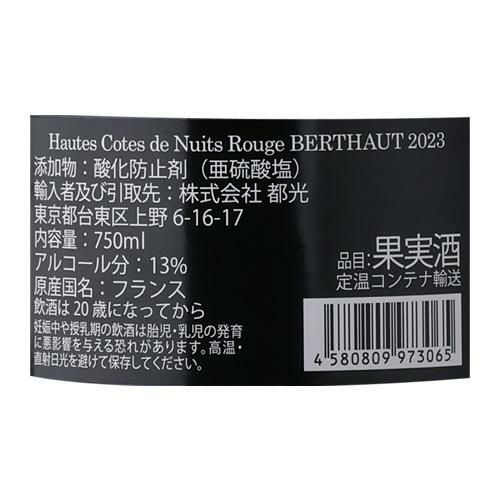 Hautes Cotes de Nuits Rouge BERTHAUT 2023
添加物：酸化防止剤（亜硫酸塩）
輸入者及び引取先：株式会社 都光
東京都台東区上野 6-16-17
内容量：750ml
アルコール分：13%
原産国名：フランス
飲酒は 20 歳になってから
妊娠中や授乳期の飲酒は胎児・乳児の発育
に悪影響を与える恐れがあります。高温・
直射日光を避けて保存してください。
品目:果実酒
定温コンテナ輸送
4 580809 973065